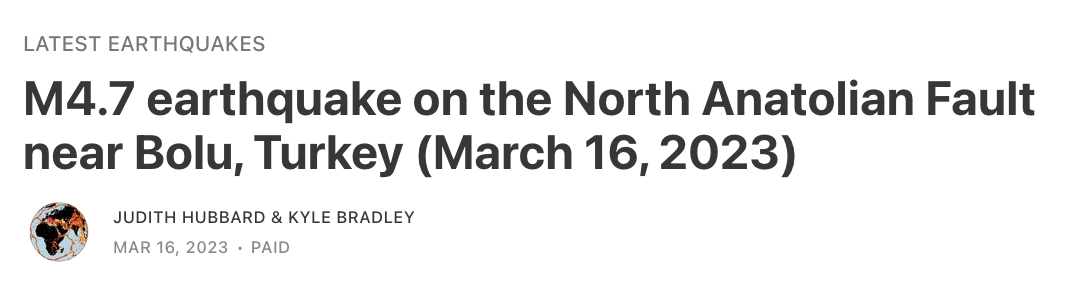 LATEST EARTHQUAKES
M4.7 earthquake on the North Anatolian Fault
near Bolu, Turkey (March 16, 2023)
JUDITH HUBBARD & KYLE BRADLEY
MAR 16, 2023 • PAID